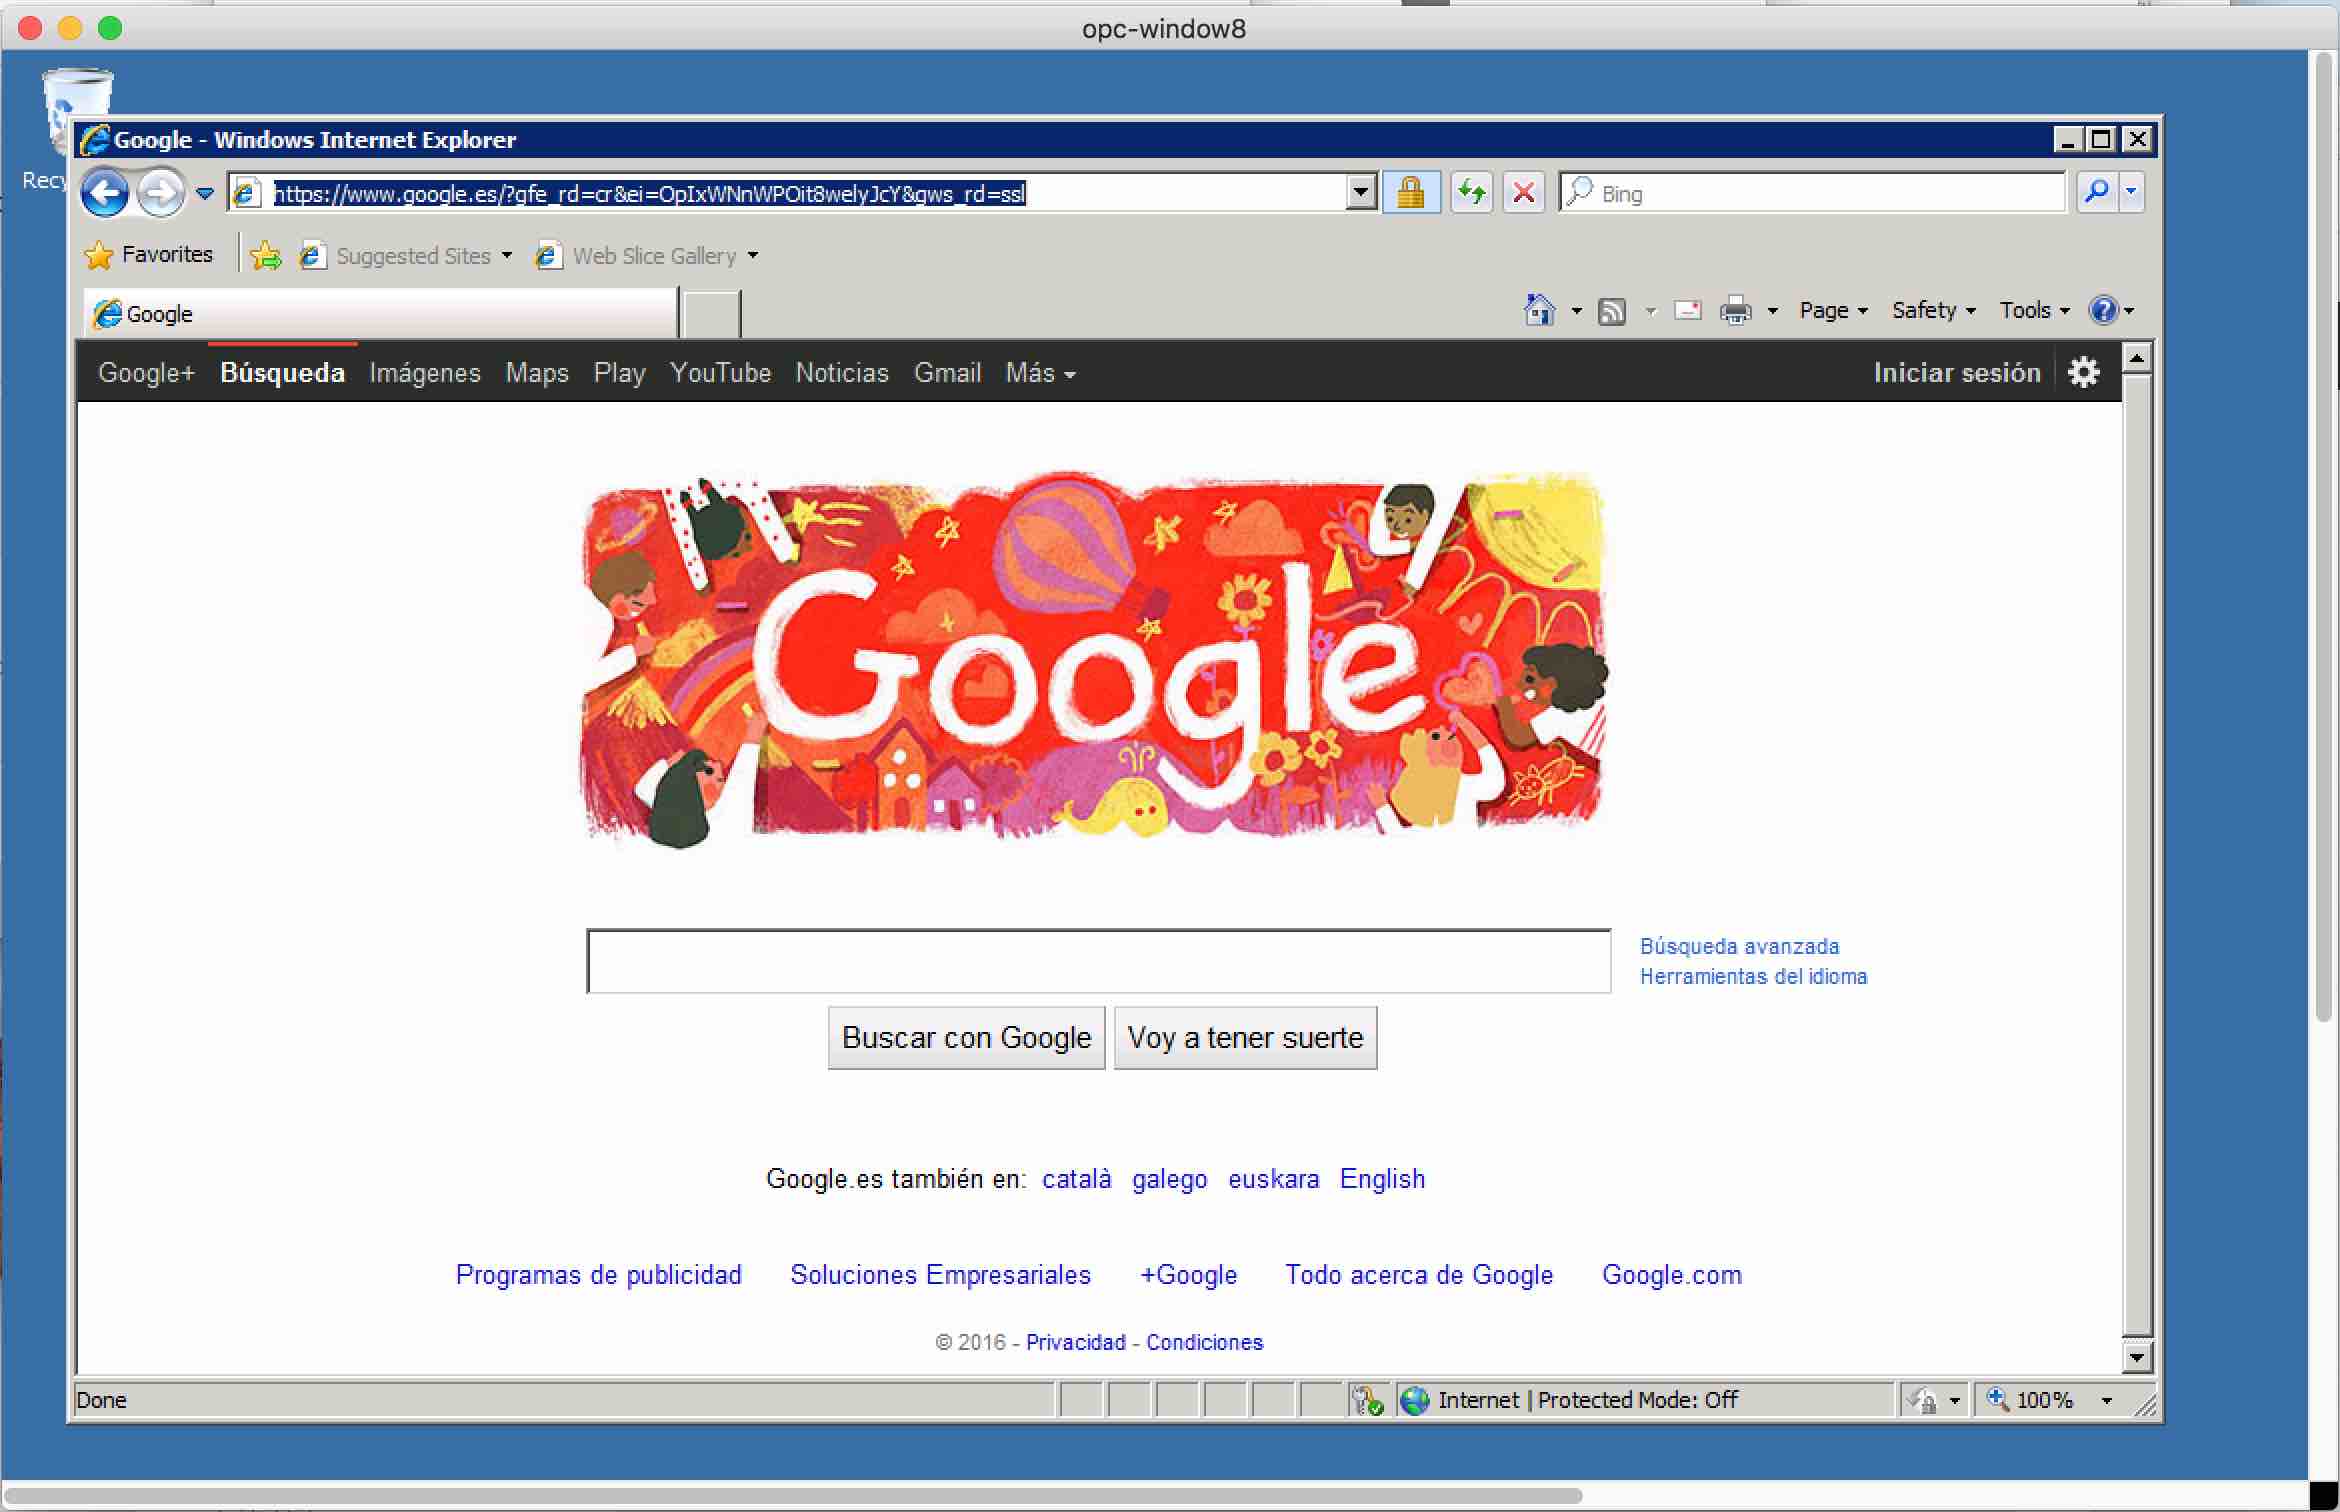 opc-window8
Google - Windows Internet Explorer
https://www.google.es/?gfe_rd=cr&ei=OpIxWNnWPOit8welyJcY&gws_rd=ssl
Bing
Recy
Favorites
Suggested Sites
Web Slice Gallery
Google
Page
Safety
Tools
Google+ Búsqueda Imágenes Maps Play YouTube Noticias Gmail Más
Iniciar sesión
Google
Búsqueda avanzada
Herramientas del idioma
Buscar con Google
Voy a tener suerte
Google.es también en: català galego euskara English
Programas de publicidad Soluciones Empresariales +Google Todo acerca de Google Google.com
© 2016 - Privacidad - Condiciones
Done
Internet | Protected Mode: Off
100%